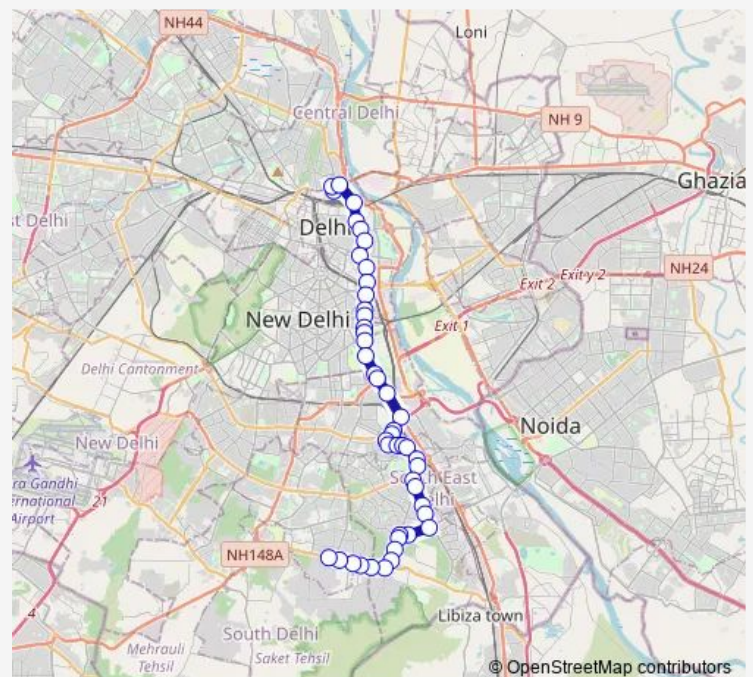 NH44
Loni
Central Delhi
NH 9
Ghazia
st Delhi
Delhi
NH24
Exit y 2
Exit 2
New Delhi
Exit 1
Delhi Cantonment
Noida
New Delhi
ra Gandhi
ernational
Airport
21
South East
Delhi
NH148A
4
Libiza town
South Delhi
Mehrauli
Tehsil
Saket Tehsil
© OpenStreetMap contributors